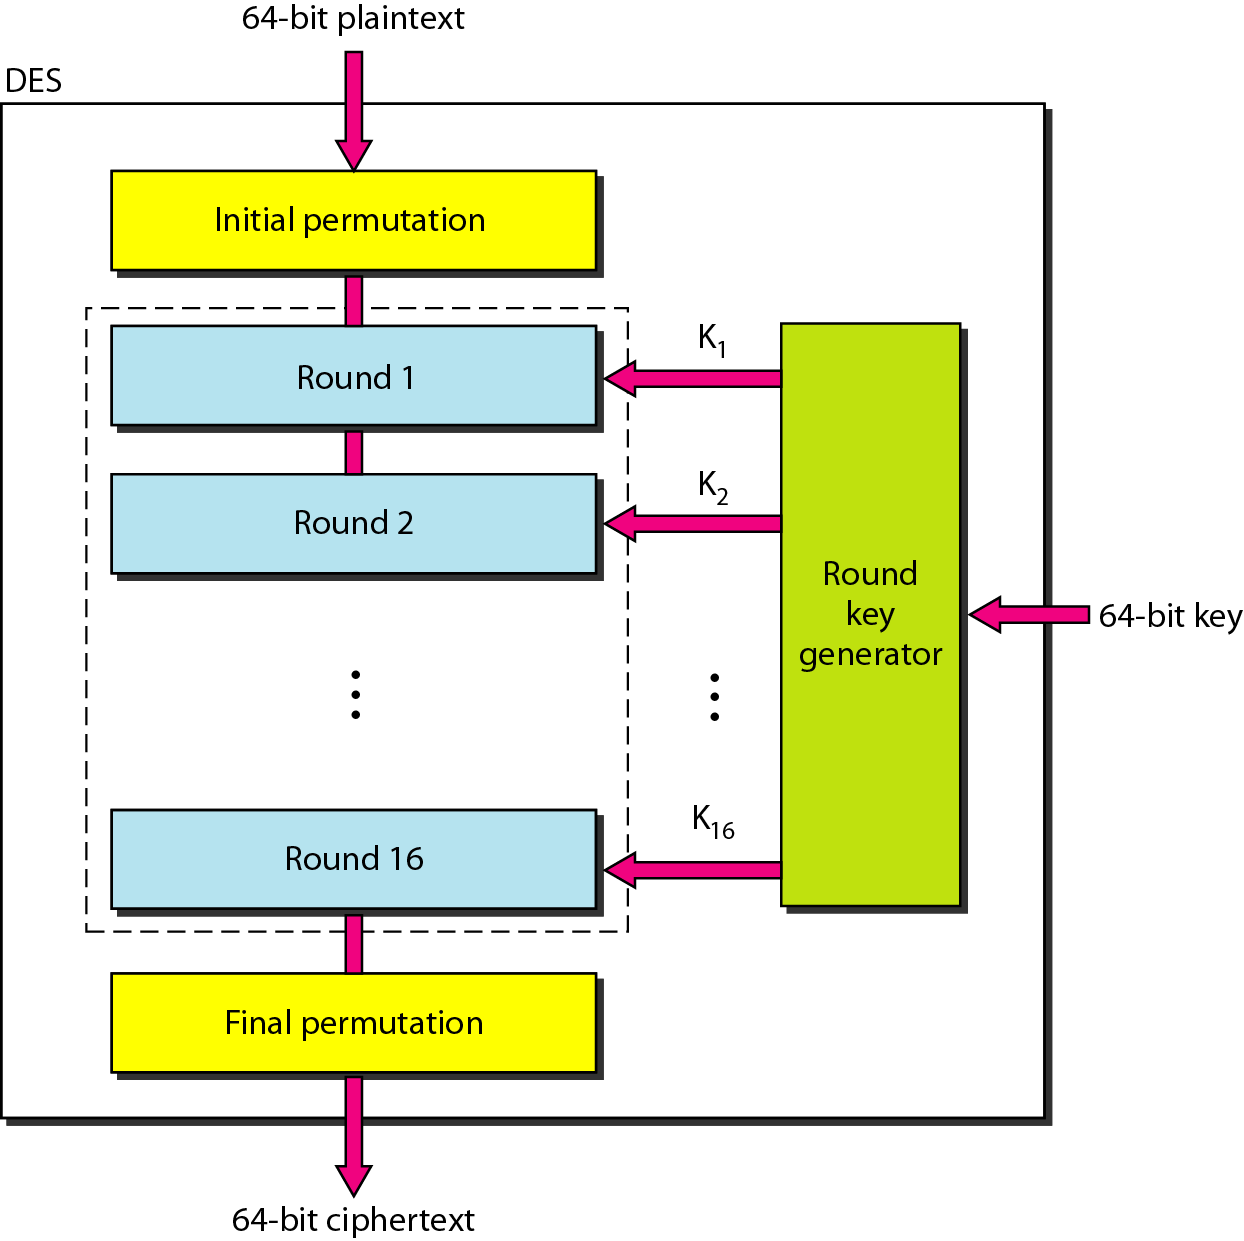 64-bit plaintext
DES
Initial permutation
Round 1
K1
Round 2
K2
Round
key
generator
64-bit key
Round 16
K16
Final permutation
64-bit ciphertext